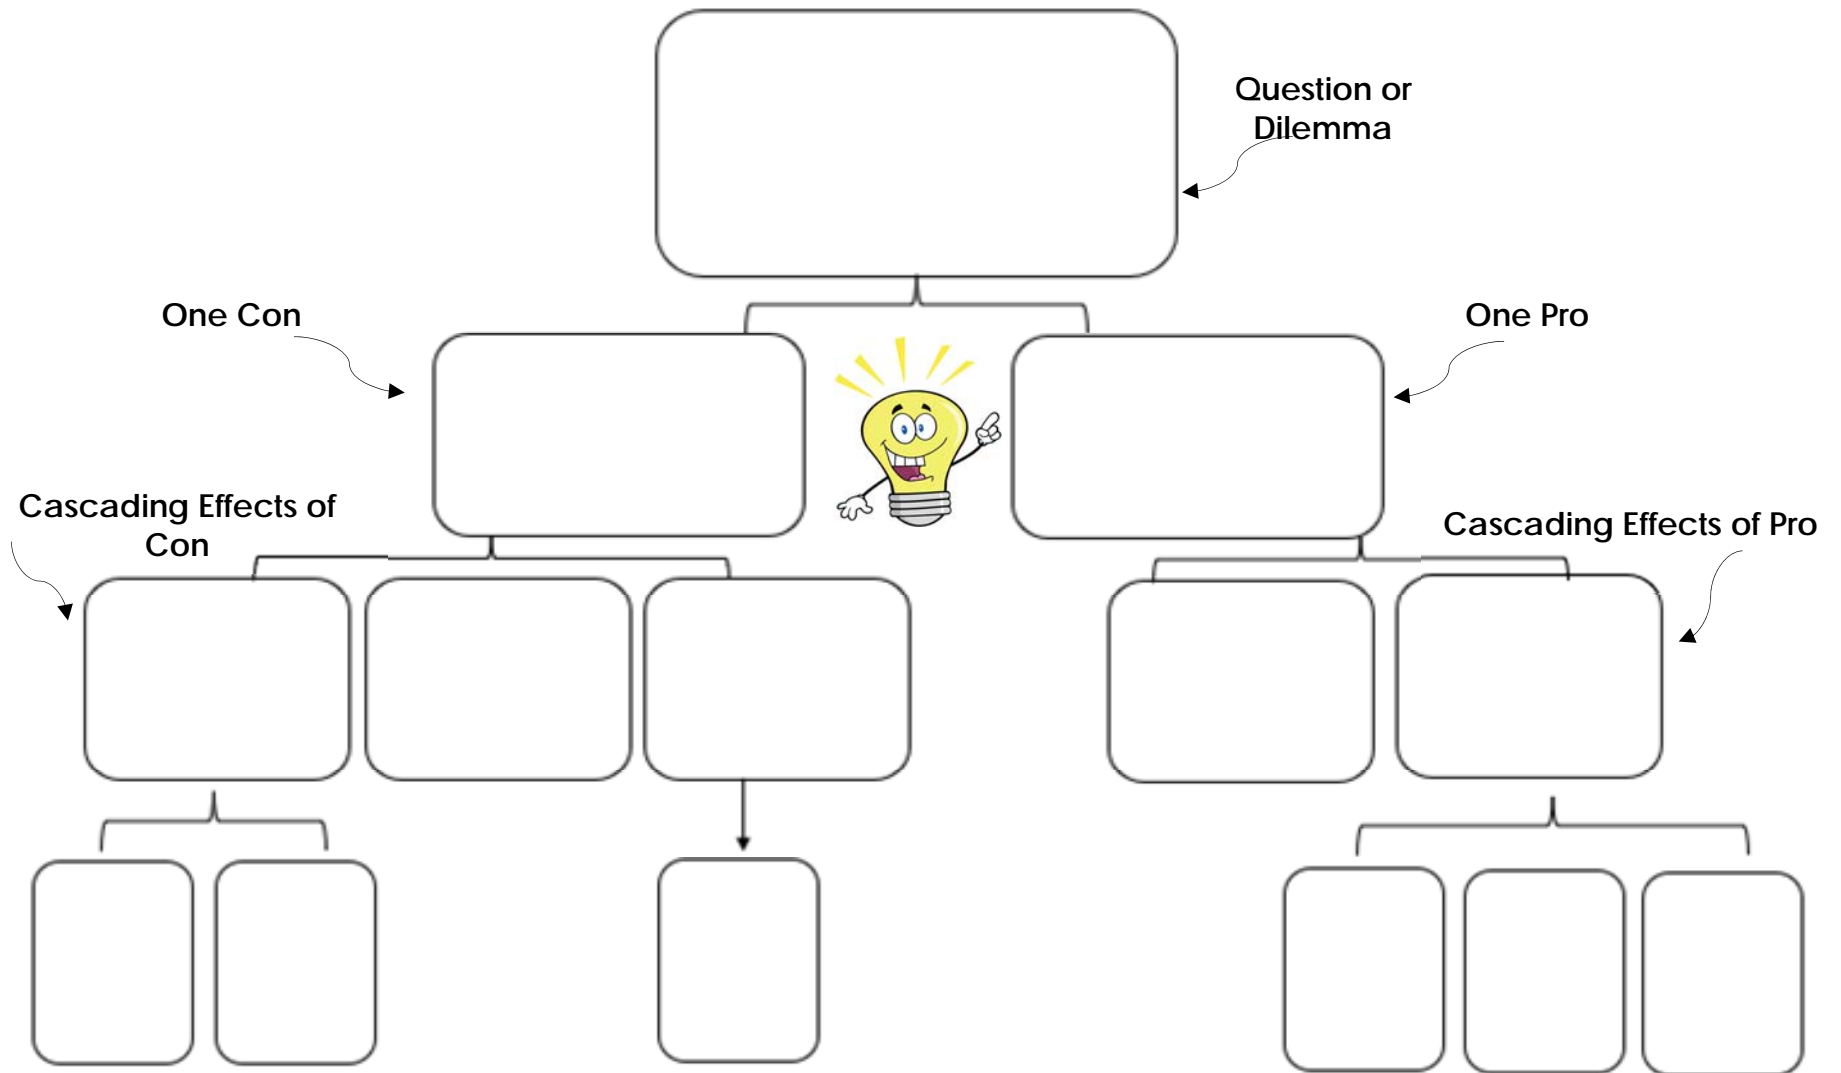 Question or
Dilemma
One Con
One Pro
Cascading Effects of
Con
Cascading Effects of Pro